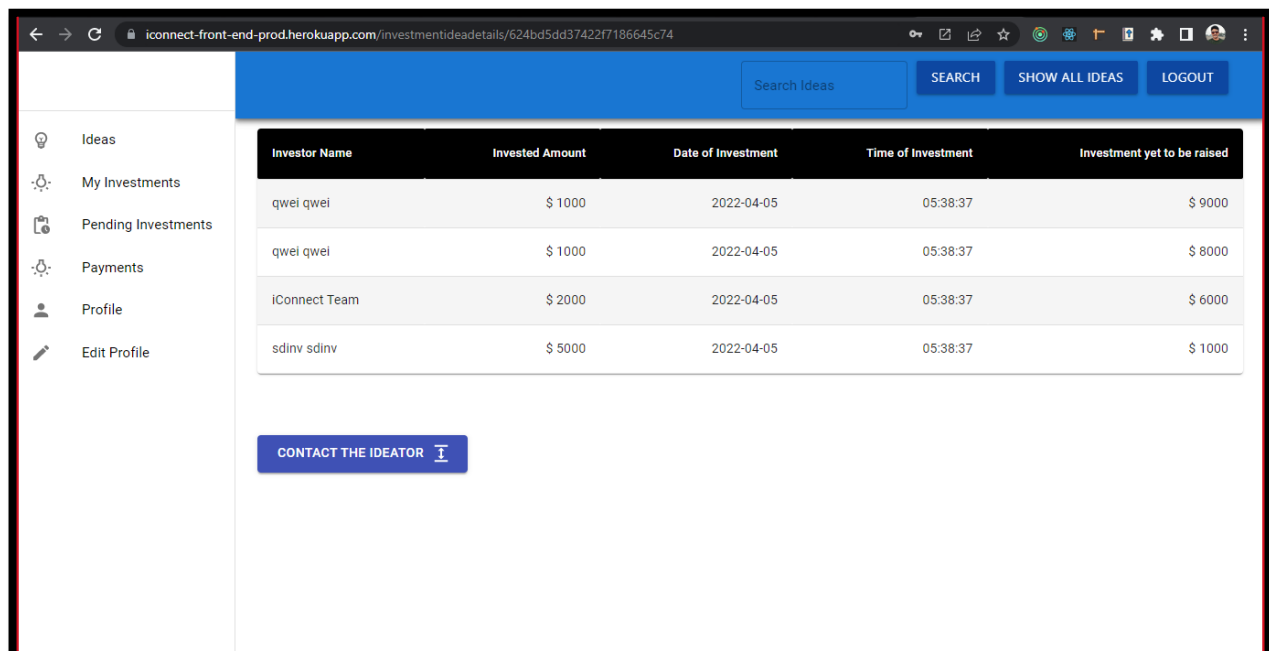 iconnect-front-end-prod.herokuapp.com/investmentideadetails/624bd5dd37422f7186645c74
Search Ideas SEARCH SHOW ALL IDEAS LOGOUT
Ideas
My Investments
Pending Investments
Payments
Profile
Edit Profile
Investor Name Invested Amount Date of Investment Time of Investment Investment yet to be raised
qwei qwei $ 1000 2022-04-05 05:38:37 $ 9000
qwei qwei $ 1000 2022-04-05 05:38:37 $ 8000
iConnect Team $ 2000 2022-04-05 05:38:37 $ 6000
sdinv sdinv $ 5000 2022-04-05 05:38:37 $ 1000
CONTACT THE IDEATOR